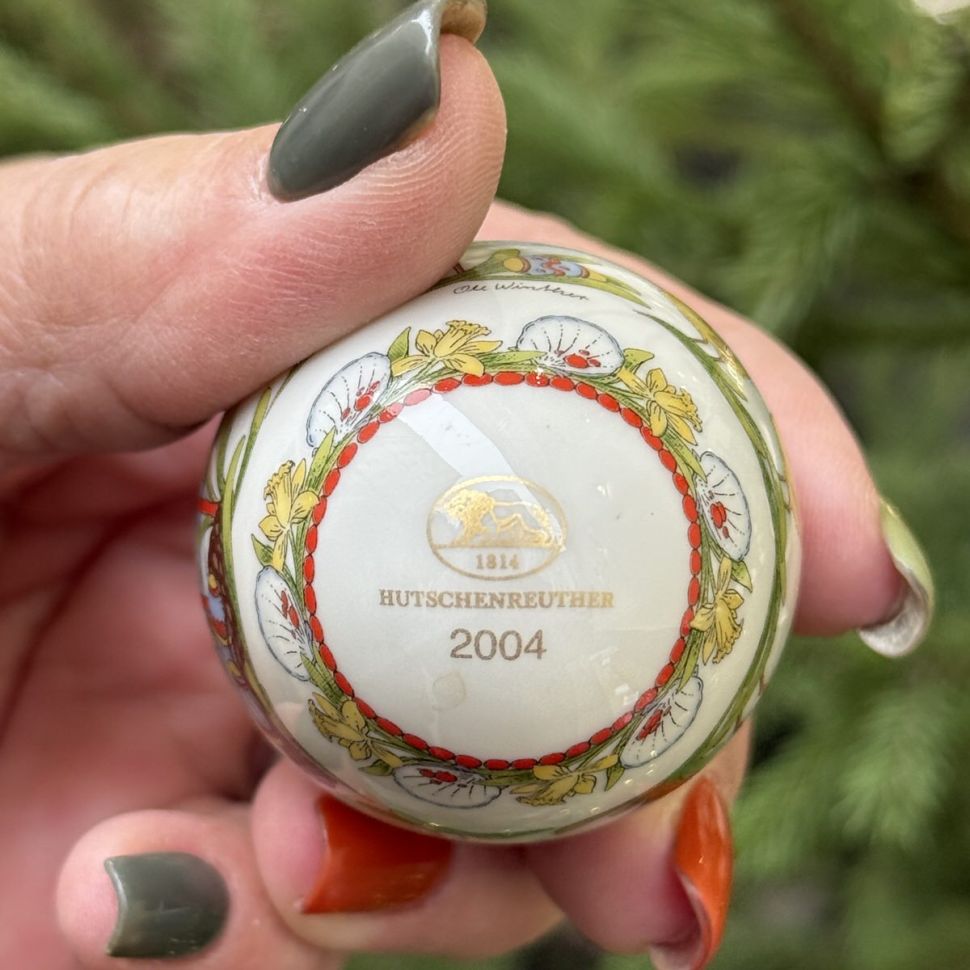 Ole Winther
1814
HUTSCHENREUTHER
2004